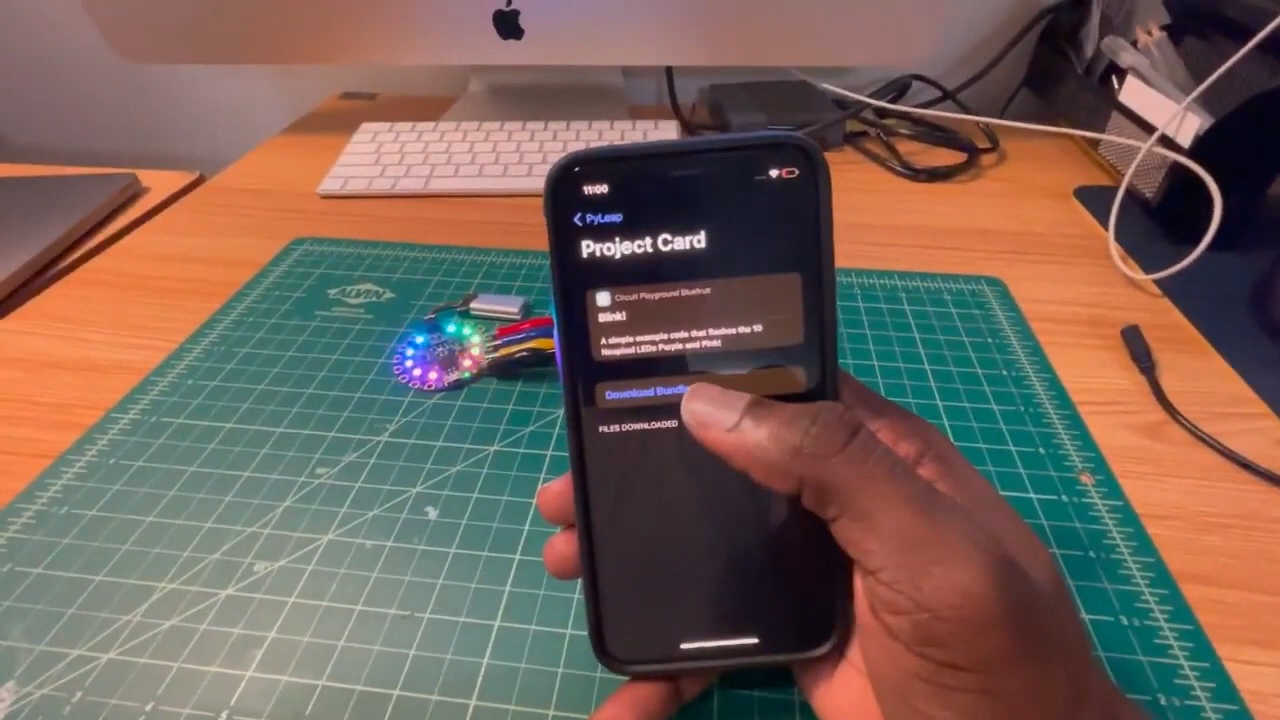 11:00
PyLeap
Project Card
Circuit Playground Bluefruit
Blink!
A simple example code that flashes the 10
Neopixel LEDs Purple and Pink!
Download Bundle
FILES DOWNLOADED
ALVIN